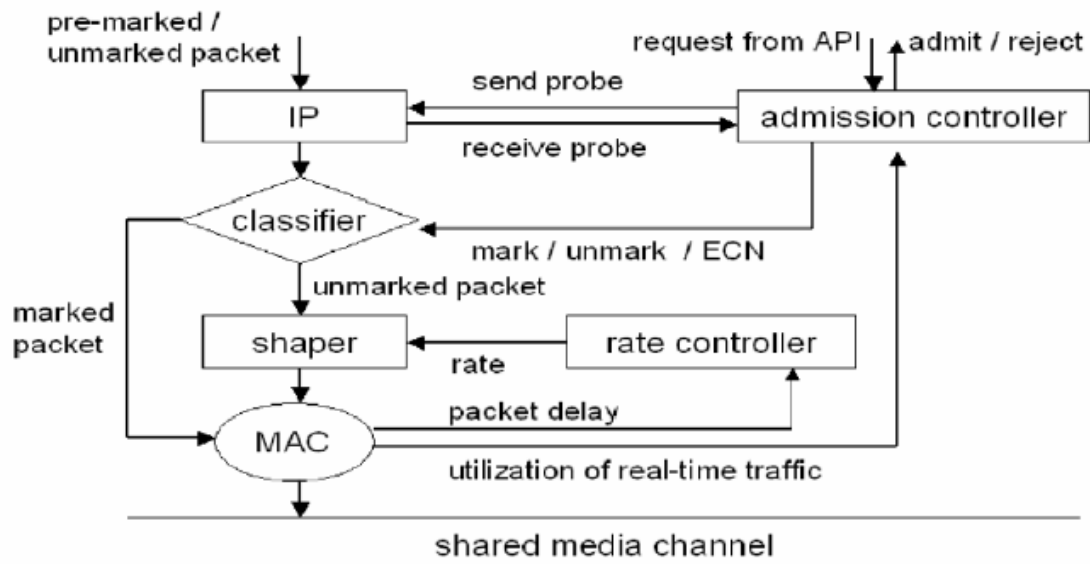 pre-marked /
unmarked packet
request from API
admit / reject
send probe
IP
admission controller
receive probe
classifier
mark / unmark / ECN
unmarked packet
marked
packet
shaper
rate controller
rate
packet delay
MAC
utilization of real-time traffic
shared media channel